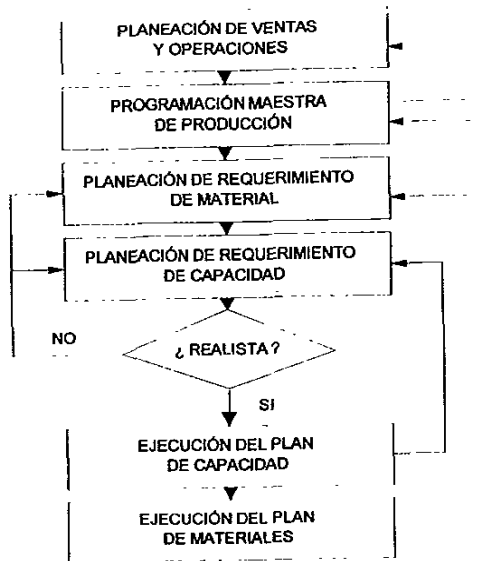 PLANEACIÓN DE VENTAS
Y OPERACIONES
PROGRAMACIÓN MAESTRA
DE PRODUCCIÓN
PLANEACIÓN DE REQUERIMIENTO
DE MATERIAL
PLANEACIÓN DE REQUERIMIENTO
DE CAPACIDAD
NO
¿ REALISTA ?
SI
EJECUCIÓN DEL PLAN
DE CAPACIDAD
EJECUCIÓN DEL PLAN
DE MATERIALES